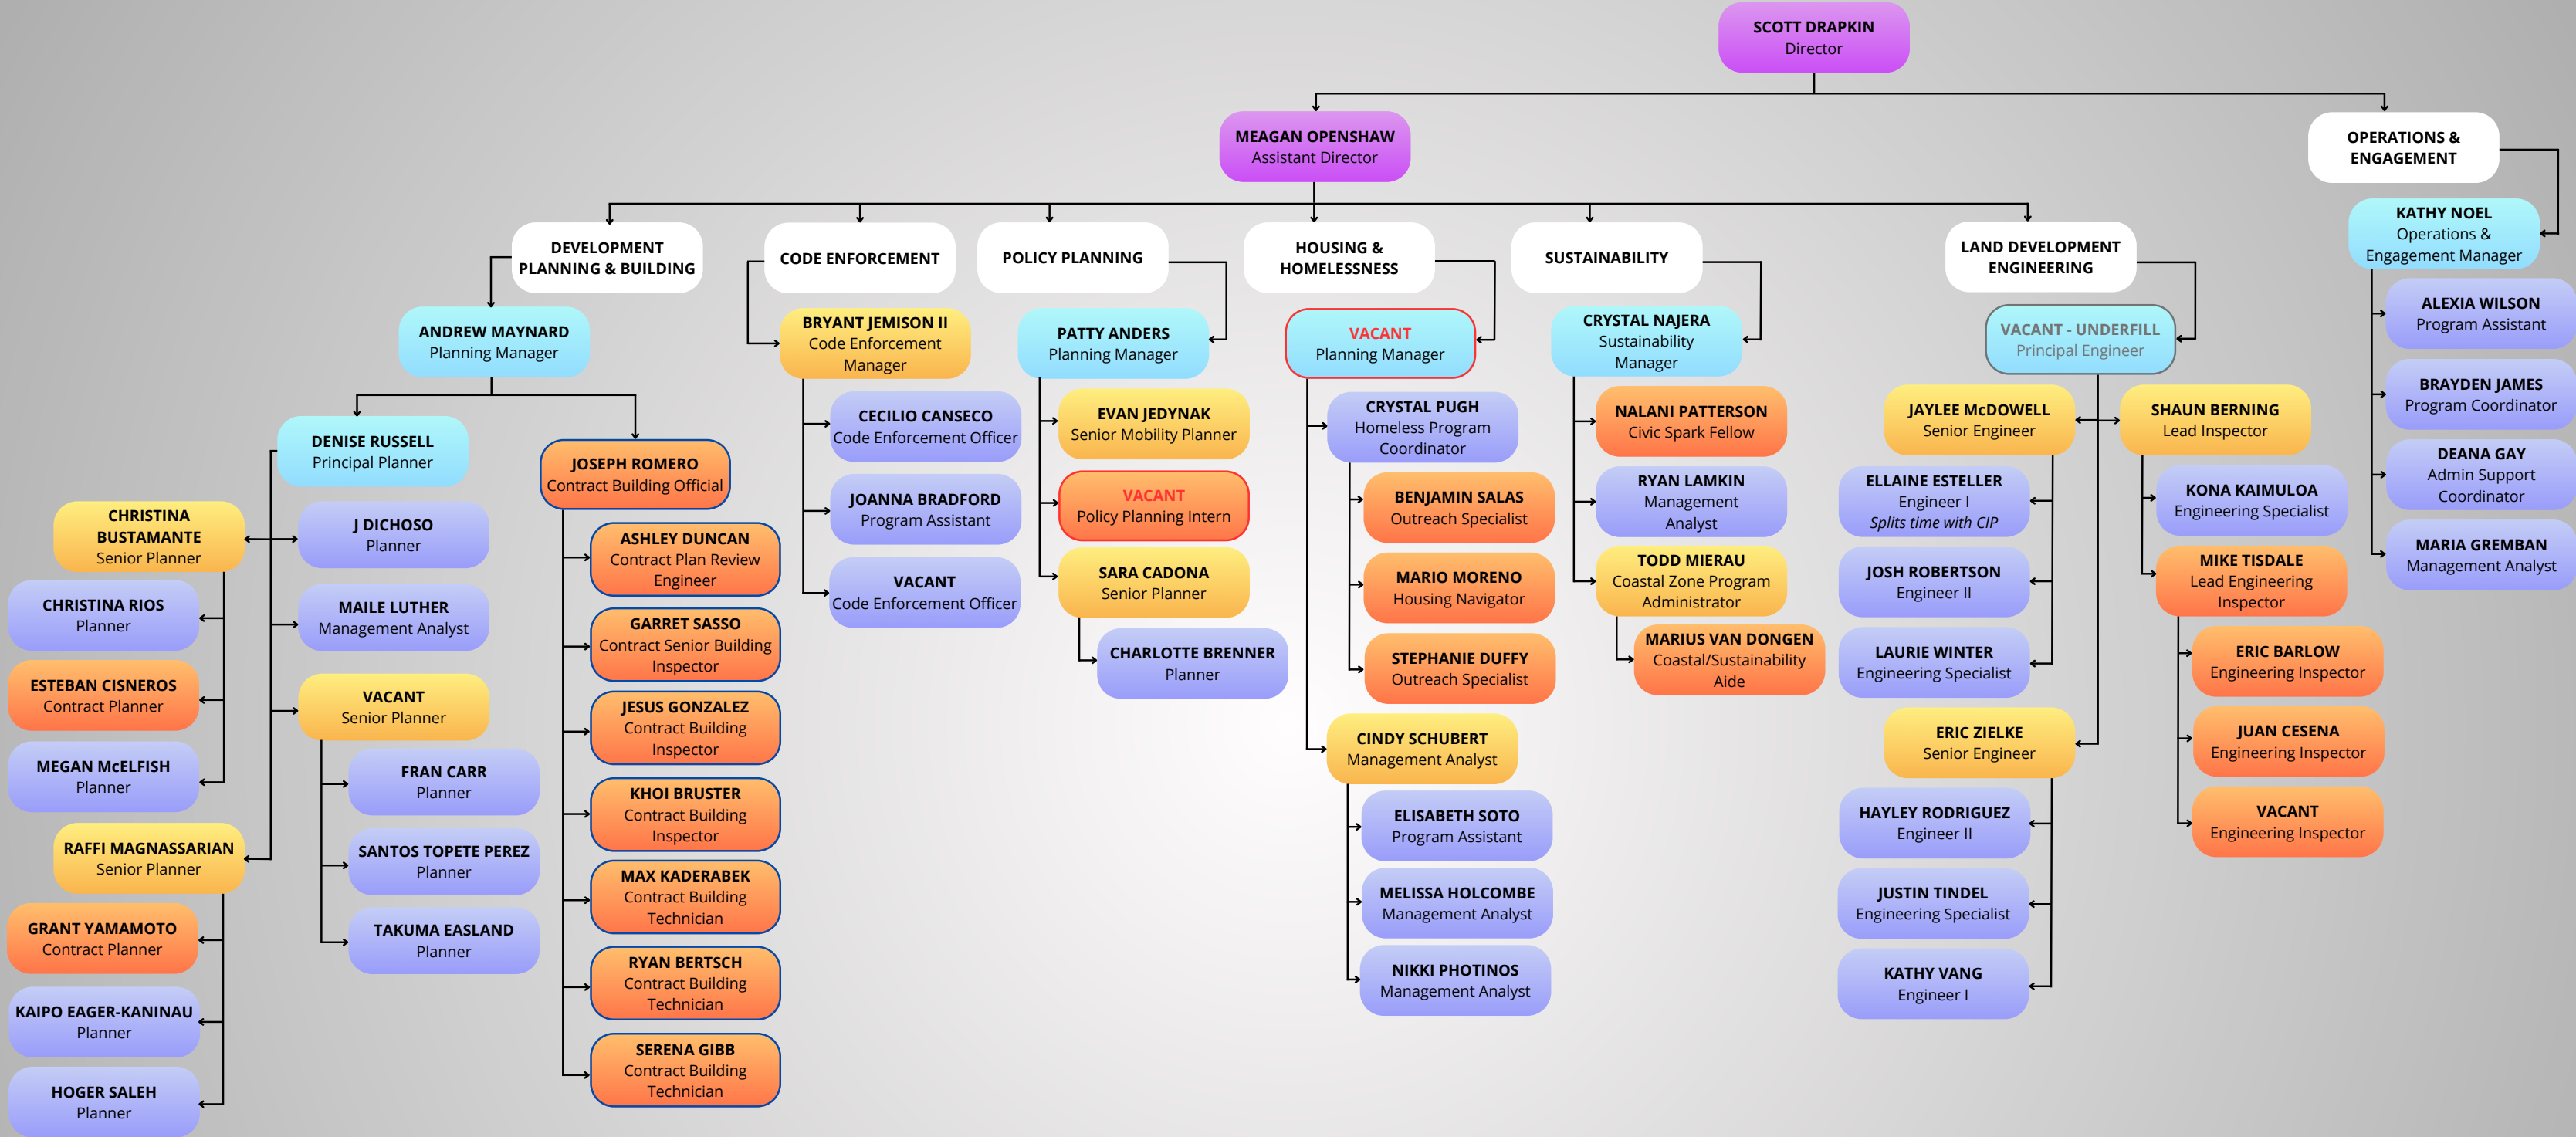 SCOTT DRAPKIN
Director
MEAGAN OPENSHAW
Assistant Director
OPERATIONS &
ENGAGEMENT
KATHY NOEL
Operations &
Engagement Manager
ALEXIA WILSON
Program Assistant
BRAYDEN JAMES
Program Coordinator
DEANA GAY
Admin Support
Coordinator
MARIA GREMBAN
Management Analyst
DEVELOPMENT
PLANNING & BUILDING
ANDREW MAYNARD
Planning Manager
DENISE RUSSELL
Principal Planner
CHRISTINA
BUSTAMANTE
Senior Planner
CHRISTINA RIOS
Planner
ESTEBAN CISNEROS
Contract Planner
MEGAN McELFISH
Planner
RAFFI MAGNASSARIAN
Senior Planner
GRANT YAMAMOTO
Contract Planner
KAIPO EAGER-KANINAU
Planner
HOGER SALEH
Planner
J DICHOSO
Planner
MAILE LUTHER
Management Analyst
VACANT
Senior Planner
FRAN CARR
Planner
SANTOS TOPETE PEREZ
Planner
TAKUMA EASLAND
Planner
JOSEPH ROMERO
Contract Building Official
ASHLEY DUNCAN
Contract Plan Review
Engineer
GARRET SASSO
Contract Senior Building
Inspector
JESUS GONZALEZ
Contract Building
Inspector
KHOI BRUSTER
Contract Building
Inspector
MAX KADERABEK
Contract Building
Technician
RYAN BERTSCH
Contract Building
Technician
SERENA GIBB
Contract Building
Technician
CODE ENFORCEMENT
BRYANT JEMISON II
Code Enforcement
Manager
CECILIO CANSECO
Code Enforcement Officer
JOANNA BRADFORD
Program Assistant
VACANT
Code Enforcement Officer
POLICY PLANNING
PATTY ANDERS
Planning Manager
EVAN JEDYNAK
Senior Mobility Planner
VACANT
Policy Planning Intern
SARA CADONA
Senior Planner
CHARLOTTE BRENNER
Planner
HOUSING &
HOMELESSNESS
VACANT
Planning Manager
CRYSTAL PUGH
Homeless Program
Coordinator
BENJAMIN SALAS
Outreach Specialist
MARIO MORENO
Housing Navigator
STEPHANIE DUFFY
Outreach Specialist
CINDY SCHUBERT
Management Analyst
ELISABETH SOTO
Program Assistant
MELISSA HOLCOMBE
Management Analyst
NIKKI PHOTINOS
Management Analyst
SUSTAINABILITY
CRYSTAL NAJERA
Sustainability
Manager
NALANI PATTERSON
Civic Spark Fellow
RYAN LAMKIN
Management
Analyst
TODD MIERAU
Coastal Zone Program
Administrator
MARIUS VAN DONGEN
Coastal/Sustainability
Aide
LAND DEVELOPMENT
ENGINEERING
VACANT - UNDERFILL
Principal Engineer
JAYLEE McDOWELL
Senior Engineer
ELLAINE ESTELLER
Engineer I
Splits time with CIP
JOSH ROBERTSON
Engineer II
LAURIE WINTER
Engineering Specialist
ERIC ZIELKE
Senior Engineer
HAYLEY RODRIGUEZ
Engineer II
JUSTIN TINDEL
Engineering Specialist
KATHY VANG
Engineer I
SHAUN BERNING
Lead Inspector
KONA KAIMULOA
Engineering Specialist
MIKE TISDALE
Lead Engineering
Inspector
ERIC BARLOW
Engineering Inspector
JUAN CESENA
Engineering Inspector
VACANT
Engineering Inspector